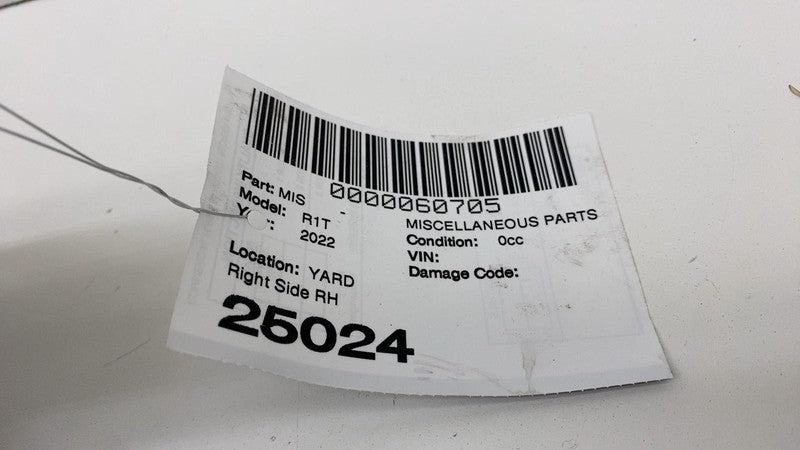 0000060705
Part: MIS - MISCELLANEOUS PARTS
Model: R1T
Condition: 0cc
2022
VIN:
Location: YARD
Damage Code:
Right Side RH
25024